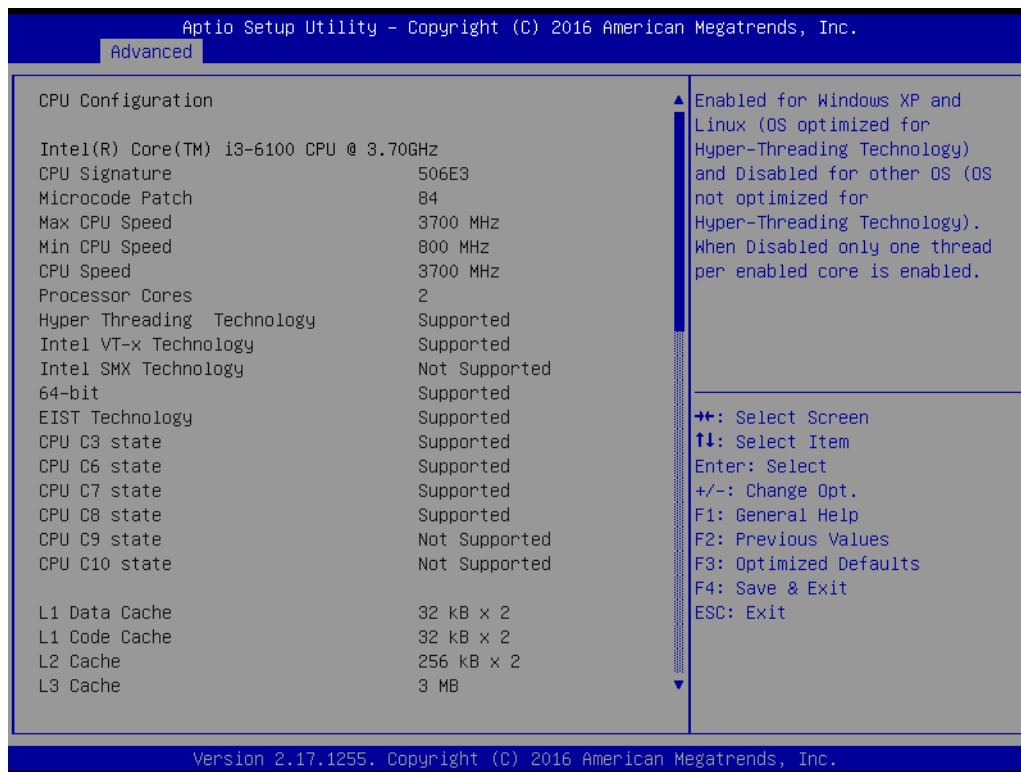 Aptio Setup Utility – Copyright (C) 2016 American Megatrends, Inc.
Advanced
CPU Configuration
Intel(R) Core(TM) i3-6100 CPU @ 3.70GHz
CPU Signature 506E3
Microcode Patch 84
Max CPU Speed 3700 MHz
Min CPU Speed 800 MHz
CPU Speed 3700 MHz
Processor Cores 2
Hyper Threading Technology Supported
Intel VT-x Technology Supported
Intel SMX Technology Not Supported
64-bit Supported
EIST Technology Supported
CPU C3 state Supported
CPU C6 state Supported
CPU C7 state Supported
CPU C8 state Supported
CPU C9 state Not Supported
CPU C10 state Not Supported
L1 Data Cache 32 kB x 2
L1 Code Cache 32 kB x 2
L2 Cache 256 kB x 2
L3 Cache 3 MB
Enabled for Windows XP and
Linux (OS optimized for
Hyper-Threading Technology)
and Disabled for other OS (OS
not optimized for
Hyper-Threading Technology).
When Disabled only one thread
per enabled core is enabled.
→←: Select Screen
↑↓: Select Item
Enter: Select
+/-: Change Opt.
F1: General Help
F2: Previous Values
F3: Optimized Defaults
F4: Save & Exit
ESC: Exit
Version 2.17.1255. Copyright (C) 2016 American Megatrends, Inc.